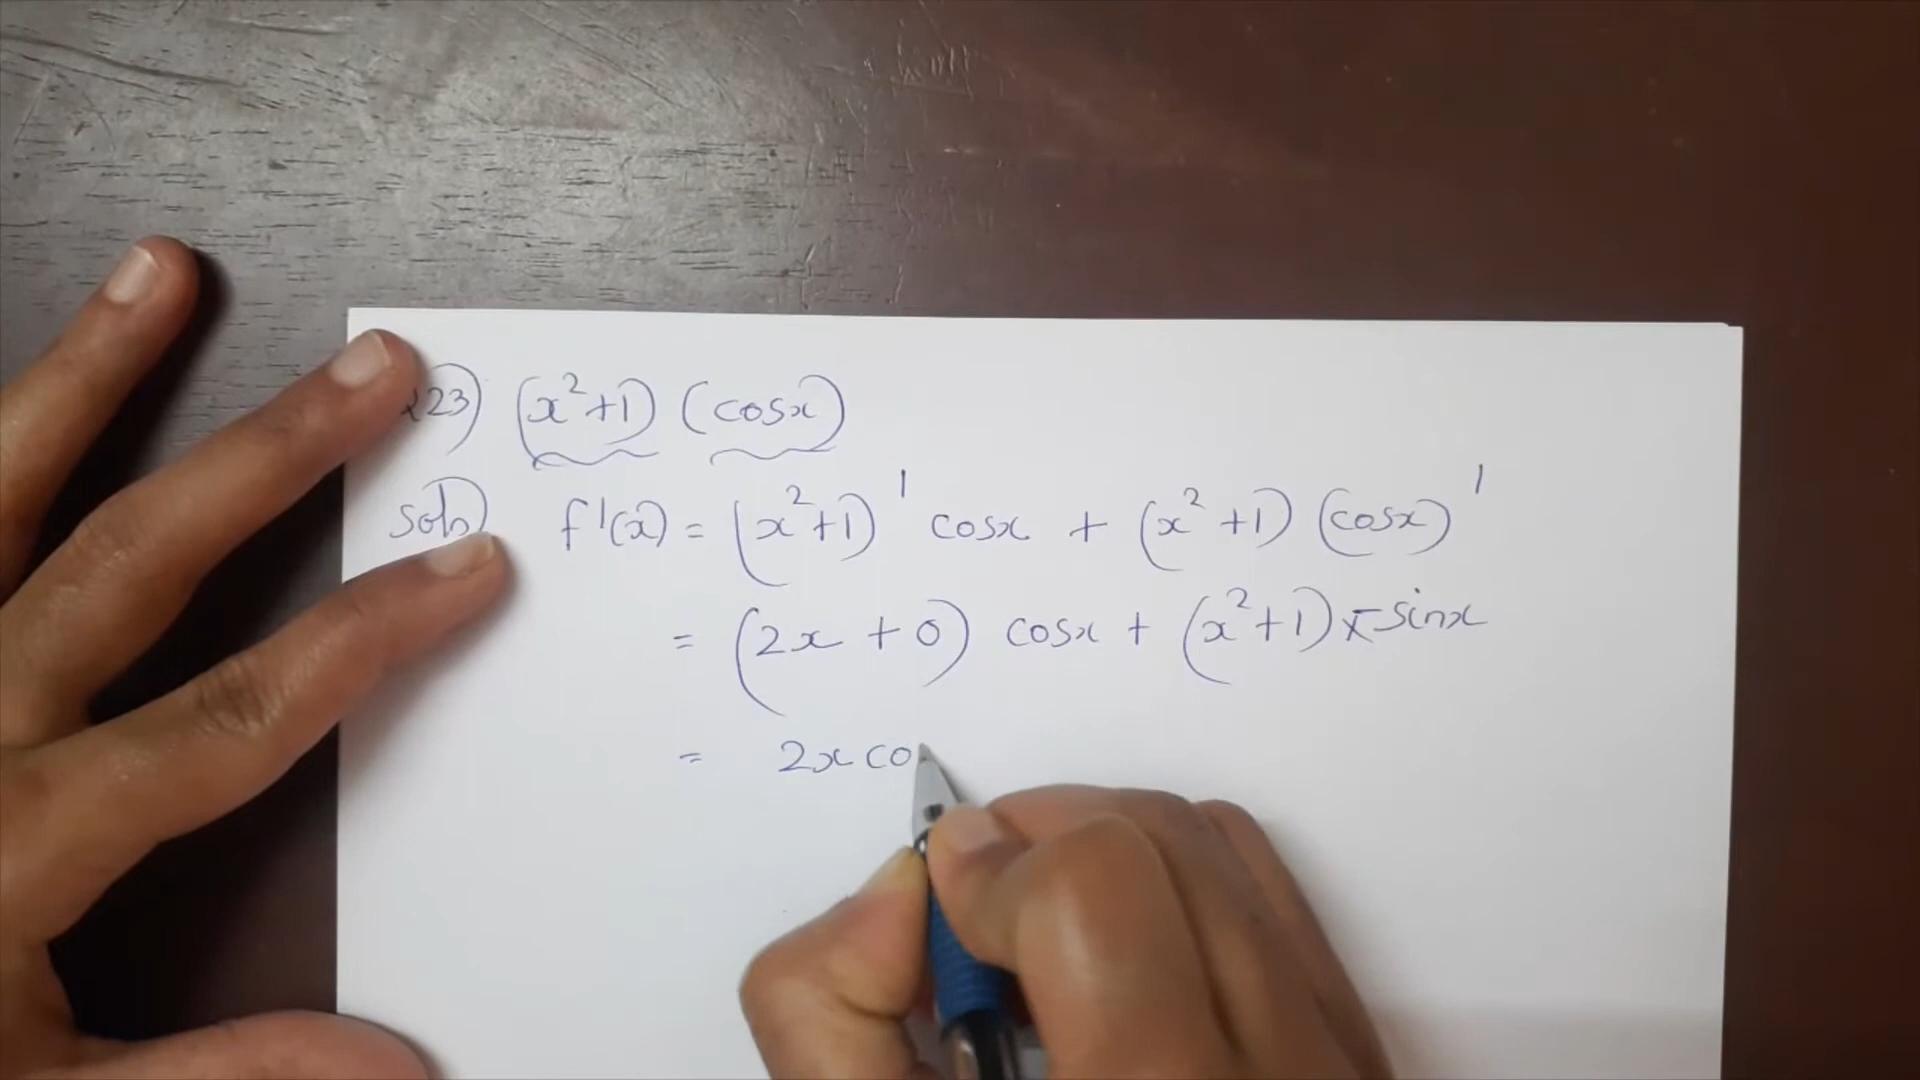 23) (x²+1) (cosx)
Soln) f'(x) = (x²+1)' cosx + (x²+1) (cosx)'
= (2x + 0) cosx + (x²+1) x -sinx
= 2x co